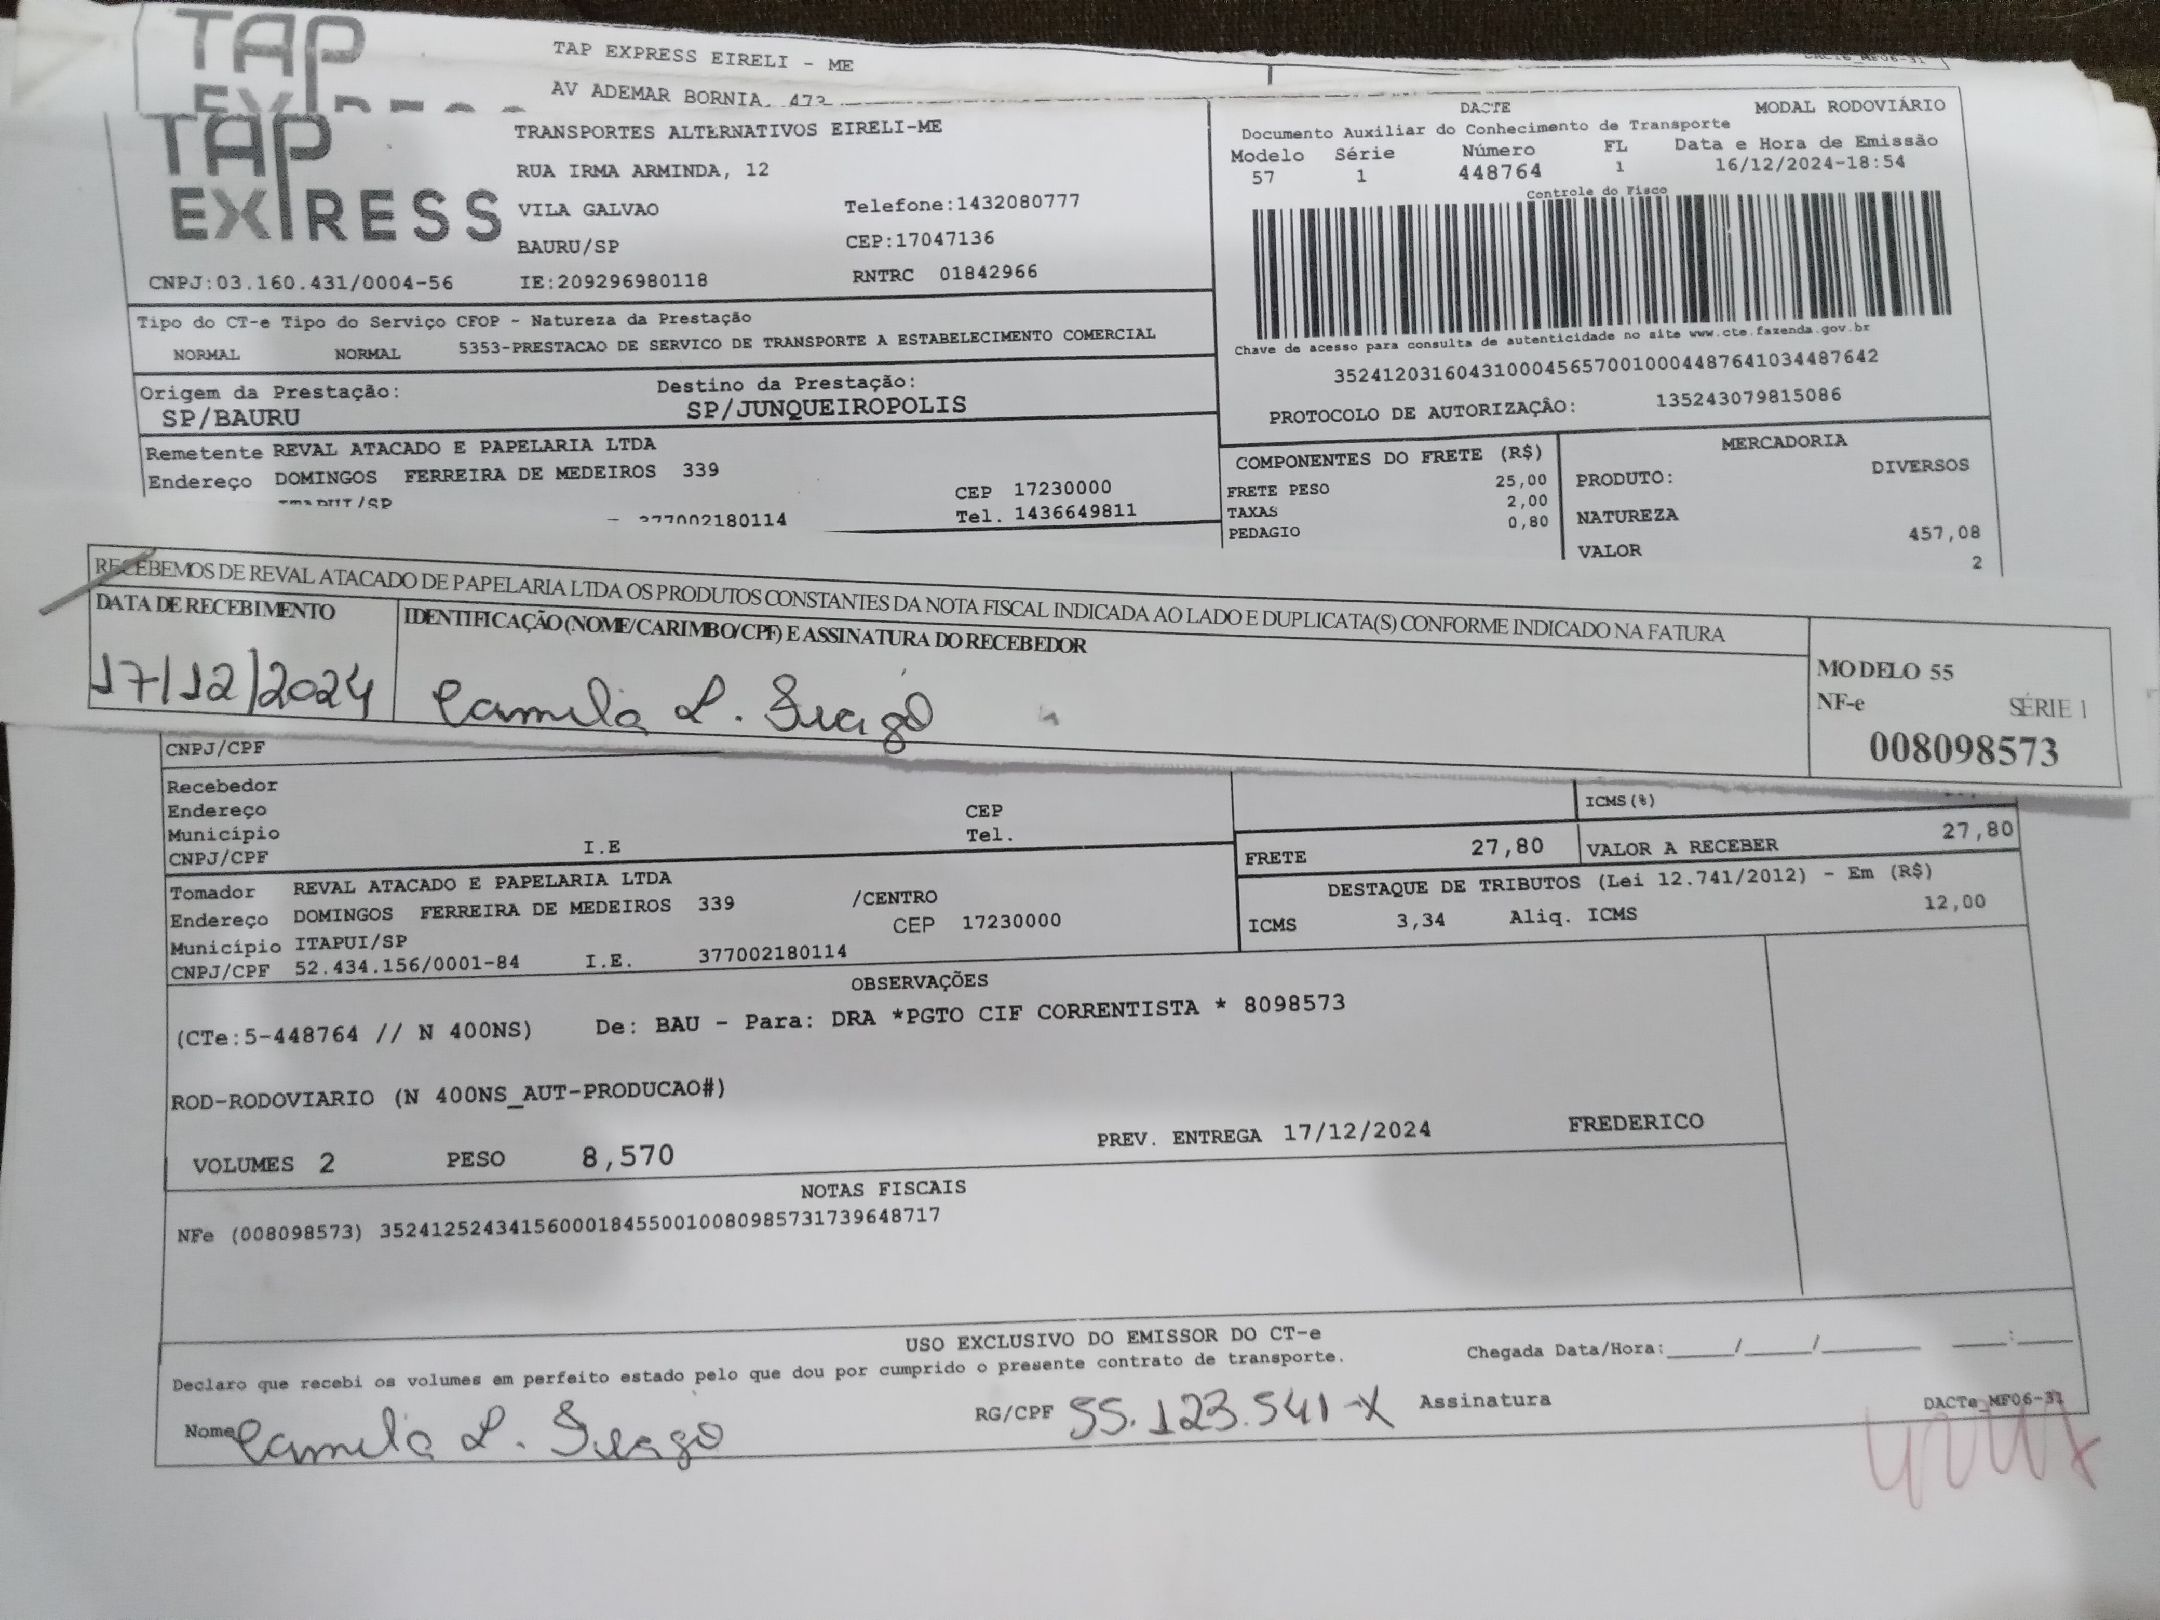 TAP
TAP EXPRESS EIRELI - ME
AV ADEMAR BORNIA, 473
TAP
EXPRESS
TRANSPORTES ALTERNATIVOS EIRELI-ME
RUA IRMA ARMINDA, 12
VILA GALVAO Telefone:1432080777
BAURU/SP CEP:17047136
CNPJ:03.160.431/0004-56 IE:209296980118 RNTRC 01842966
DACTE MODAL RODOVIÁRIO
Documento Auxiliar do Conhecimento de Transporte
Modelo Série Número FL Data e Hora de Emissão
57 1 448764 1 16/12/2024-18:54
Controle do Fisco
Chave de acesso para consulta de autenticidade no site www.cte.fazenda.gov.br
35241203160431000456570010004487641034487642
PROTOCOLO DE AUTORIZAÇÃO: 135243079815086
Tipo do CT-e Tipo do Serviço CFOP - Natureza da Prestação
NORMAL NORMAL 5353-PRESTACAO DE SERVICO DE TRANSPORTE A ESTABELECIMENTO COMERCIAL
Origem da Prestação: Destino da Prestação:
SP/BAURU SP/JUNQUEIROPOLIS
Remetente REVAL ATACADO E PAPELARIA LTDA
Endereço DOMINGOS FERREIRA DE MEDEIROS 339
CEP 17230000
377002180114 Tel. 1436649811
COMPONENTES DO FRETE (R$)
FRETE PESO 25,00
TAXAS 2,00
PEDAGIO 0,80
MERCADORIA
PRODUTO: DIVERSOS
NATUREZA
VALOR 457,08
2
RECEBEMOS DE REVAL ATACADO DE PAPELARIA LTDA OS PRODUTOS CONSTANTES DA NOTA FISCAL INDICADA AO LADO E DUPLICATA(S) CONFORME INDICADO NA FATURA
DATA DE RECEBIMENTO IDENTIFICAÇÃO (NOME/CARIMBO/CPF) E ASSINATURA DO RECEBEDOR
17/12/2024 Camila L.
MODELO 55
NF-e SÉRIE 1
008098573
CNPJ/CPF
Recebedor
Endereço CEP
Município Tel.
CNPJ/CPF I.E
ICMS(%)
FRETE 27,80 VALOR A RECEBER 27,80
DESTAQUE DE TRIBUTOS (Lei 12.741/2012) - Em (R$)
ICMS 3,34 Aliq. ICMS 12,00
Tomador REVAL ATACADO E PAPELARIA LTDA
Endereço DOMINGOS FERREIRA DE MEDEIROS 339 /CENTRO
Município ITAPUI/SP CEP 17230000
CNPJ/CPF 52.434.156/0001-84 I.E. 377002180114
OBSERVAÇÕES
(CTe:5-448764 // N 400NS) De: BAU - Para: DRA *PGTO CIF CORRENTISTA * 8098573
ROD-RODOVIARIO (N 400NS_AUT-PRODUCAO#)
VOLUMES 2 PESO 8,570 PREV. ENTREGA 17/12/2024 FREDERICO
NOTAS FISCAIS
NFe (008098573) 35241252434156000184550010080985731739648717
USO EXCLUSIVO DO EMISSOR DO CT-e
Declaro que recebi os volumes em perfeito estado pelo que dou por cumprido o presente contrato de transporte.
Chegada Data/Hora:____/____/______ ____:____
Nome Camila L. RG/CPF 55.123.541-X Assinatura
DACTe_MF06-31